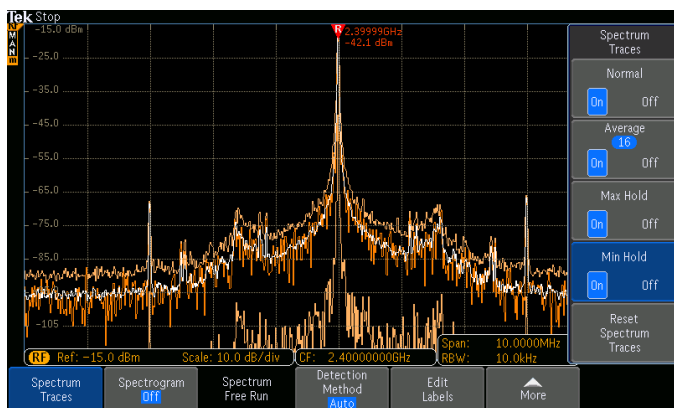 Tek Stop
RF
M
A
N
m
-15.0 dBm
-25.0
-35.0
-45.0
-55.0
-65.0
-75.0
-85.0
-105
R
2.39999GHz
-42.1 dBm
RF Ref: -15.0 dBm Scale: 10.0 dB/div
CF: 2.40000000GHz
Span: 10.0000MHz
RBW: 10.0kHz
Spectrum
Traces
Normal
On Off
Average
16
On Off
Max Hold
On Off
Min Hold
On Off
Reset
Spectrum
Traces
Spectrum
Traces
Spectrogram
Off
Spectrum
Free Run
Detection
Method
Auto
Edit
Labels
More